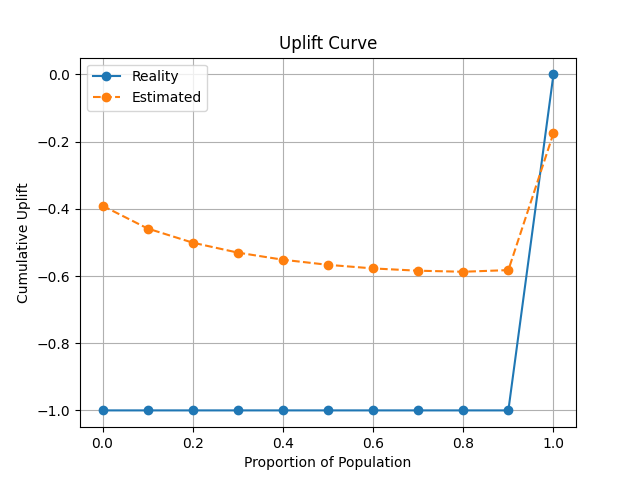 Uplift Curve
Reality
Estimated
0.0
−0.2
−0.4
−0.6
−0.8
−1.0
Cumulative Uplift
0.0 0.2 0.4 0.6 0.8 1.0
Proportion of Population